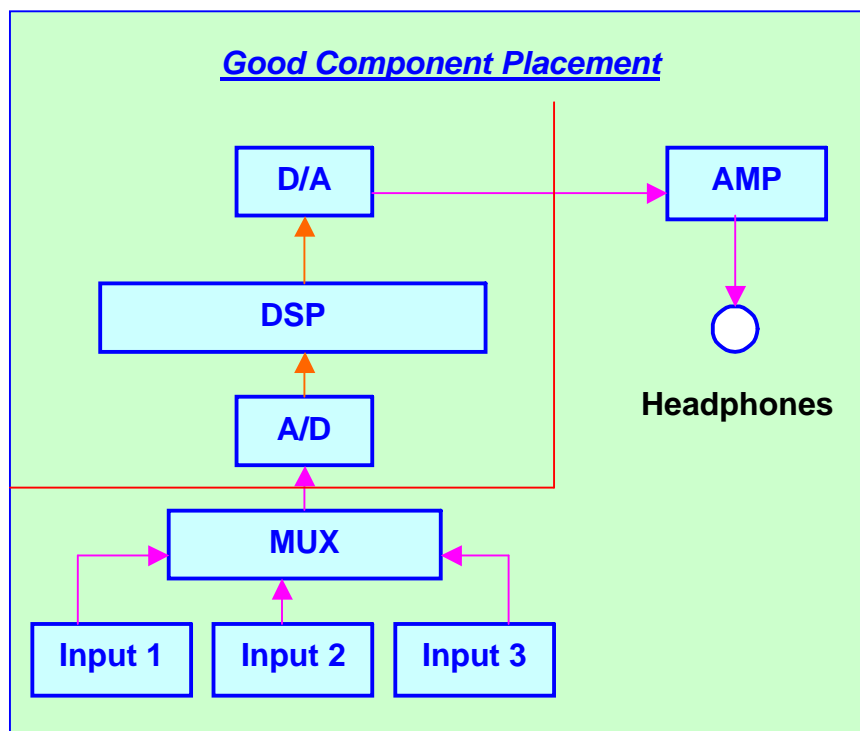 Good Component Placement
D/A
AMP
DSP
Headphones
A/D
MUX
Input 1
Input 2
Input 3